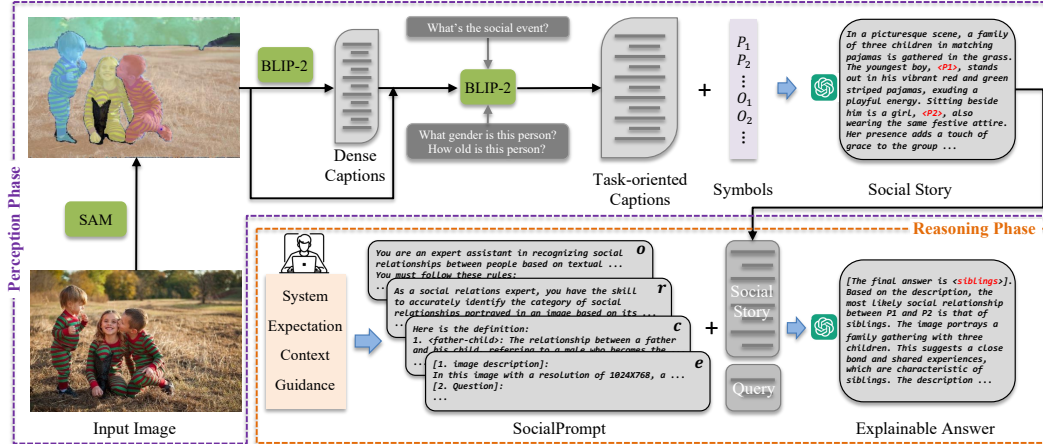 Perception Phase
BLIP-2
Dense
Captions
What's the social event?
BLIP-2
What gender is this person?
How old is this person?
Task-oriented
Captions
+
P1
P2
⋮
O1
O2
⋮
Symbols
In a picturesque scene, a family
of three children in matching
pajamas is gathered in the grass.
The youngest boy, <P1>, stands
out in his vibrant red and green
striped pajamas, exuding a
playful energy. Sitting beside
him is a girl, <P2>, also
wearing the same festive attire.
Her presence adds a touch of
grace to the group ...
Social Story
SAM
Input Image
Reasoning Phase
System
Expectation
Context
Guidance
You are an expert assistant in recognizing social
relationships between people based on textual ...
You must follow these rules:
...
o
As a social relations expert, you have the skill
to accurately identify the category of social
relationships portrayed in an image based on its ...
...
r
Here is the definition:
1. <father-child>: The relationship between a father
and his child, referring to a male who becomes the
...
c
[1. image description]:
In this image with a resolution of 1024X768, a ...
[2. Question]:
...
e
SocialPrompt
+
Social
Story
Query
[The final answer is <siblings>].
Based on the description, the
most likely social relationship
between P1 and P2 is that of
siblings. The image portrays a
family gathering with three
children. This suggests a close
bond and shared experiences,
which are characteristic of
siblings. The description ...
Explainable Answer